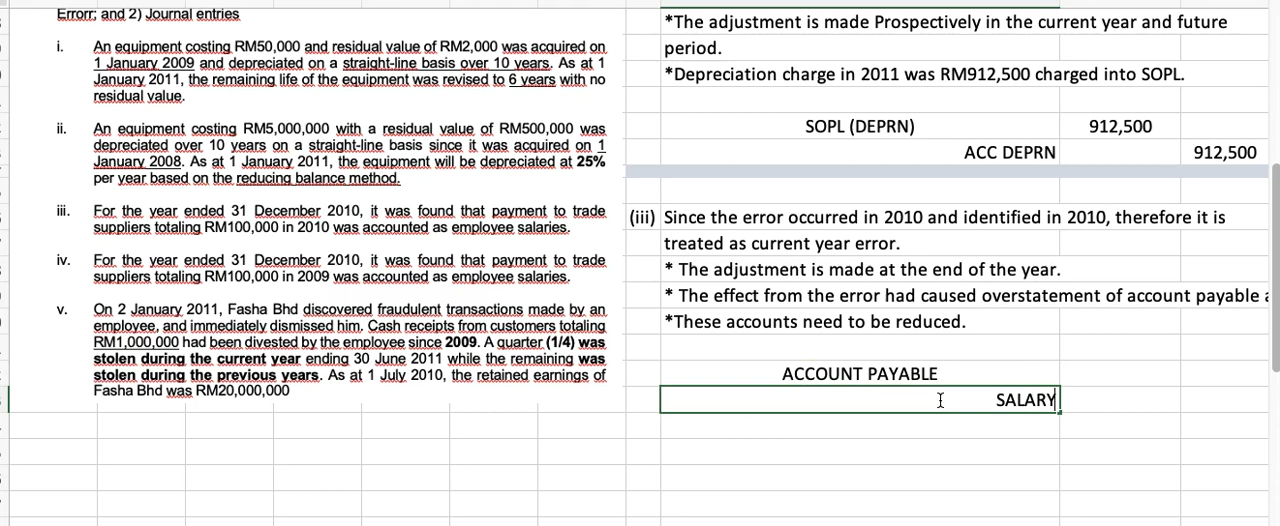 Errorr; and 2) Journal entries
i. An equipment costing RM50,000 and residual value of RM2,000 was acquired on
1 January 2009 and depreciated on a straight-line basis over 10 years. As at 1
January 2011, the remaining life of the equipment was revised to 6 years with no
residual value.
ii. An equipment costing RM5,000,000 with a residual value of RM500,000 was
depreciated over 10 years on a straight-line basis since it was acquired on 1
January 2008. As at 1 January 2011, the equipment will be depreciated at 25%
per year based on the reducing balance method.
iii. For the year ended 31 December 2010, it was found that payment to trade
suppliers totaling RM100,000 in 2010 was accounted as employee salaries.
iv. For the year ended 31 December 2010, it was found that payment to trade
suppliers totaling RM100,000 in 2009 was accounted as employee salaries.
v. On 2 January 2011, Fasha Bhd discovered fraudulent transactions made by an
employee, and immediately dismissed him. Cash receipts from customers totaling
RM1,000,000 had been divested by the employee since 2009. A quarter (1/4) was
stolen during the current year ending 30 June 2011 while the remaining was
stolen during the previous years. As at 1 July 2010, the retained earnings of
Fasha Bhd was RM20,000,000
*The adjustment is made Prospectively in the current year and future
period.
*Depreciation charge in 2011 was RM912,500 charged into SOPL.
SOPL (DEPRN) 912,500
ACC DEPRN 912,500
(iii) Since the error occurred in 2010 and identified in 2010, therefore it is
treated as current year error.
* The adjustment is made at the end of the year.
* The effect from the error had caused overstatement of account payable
*These accounts need to be reduced.
ACCOUNT PAYABLE
SALARY